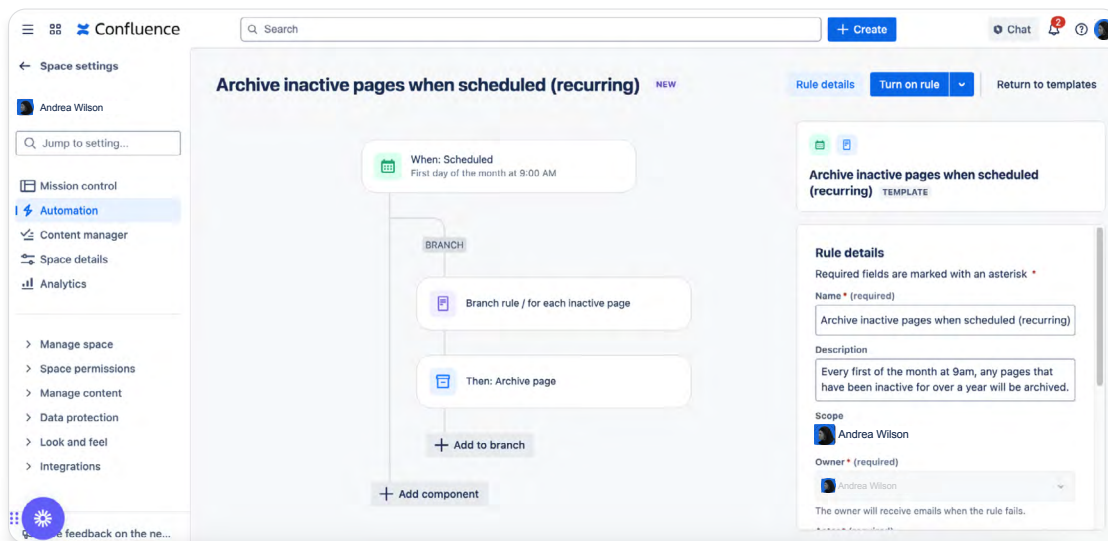 Confluence
Search
+ Create
Chat
2
Space settings
Andrea Wilson
Jump to setting...
Mission control
Automation
Content manager
Space details
Analytics
Manage space
Space permissions
Manage content
Data protection
Look and feel
Integrations
feedback on the ne...
Archive inactive pages when scheduled (recurring) NEW
Rule details
Turn on rule
Return to templates
When: Scheduled
First day of the month at 9:00 AM
BRANCH
Branch rule / for each inactive page
Then: Archive page
+ Add to branch
+ Add component
Archive inactive pages when scheduled
(recurring) TEMPLATE
Rule details
Required fields are marked with an asterisk *
Name * (required)
Archive inactive pages when scheduled (recurring)
Description
Every first of the month at 9am, any pages that
have been inactive for over a year will be archived.
Scope
Andrea Wilson
Owner * (required)
Andrea Wilson
The owner will receive emails when the rule fails.